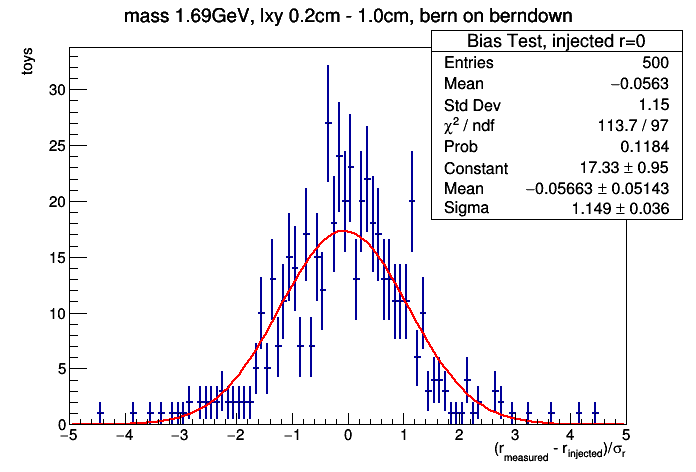 mass 1.69GeV, lxy 0.2cm - 1.0cm, bern on berndown
toys
Bias Test, injected r=0
Entries 500
Mean −0.0563
Std Dev 1.15
χ² / ndf 113.7 / 97
Prob 0.1184
Constant 17.33 ± 0.95
Mean −0.05663 ± 0.05143
Sigma 1.149 ± 0.036
30
25
20
15
10
5
0
−5 −4 −3 −2 −1 0 1 2 3 4 5
(r_measured - r_injected)/σ_r